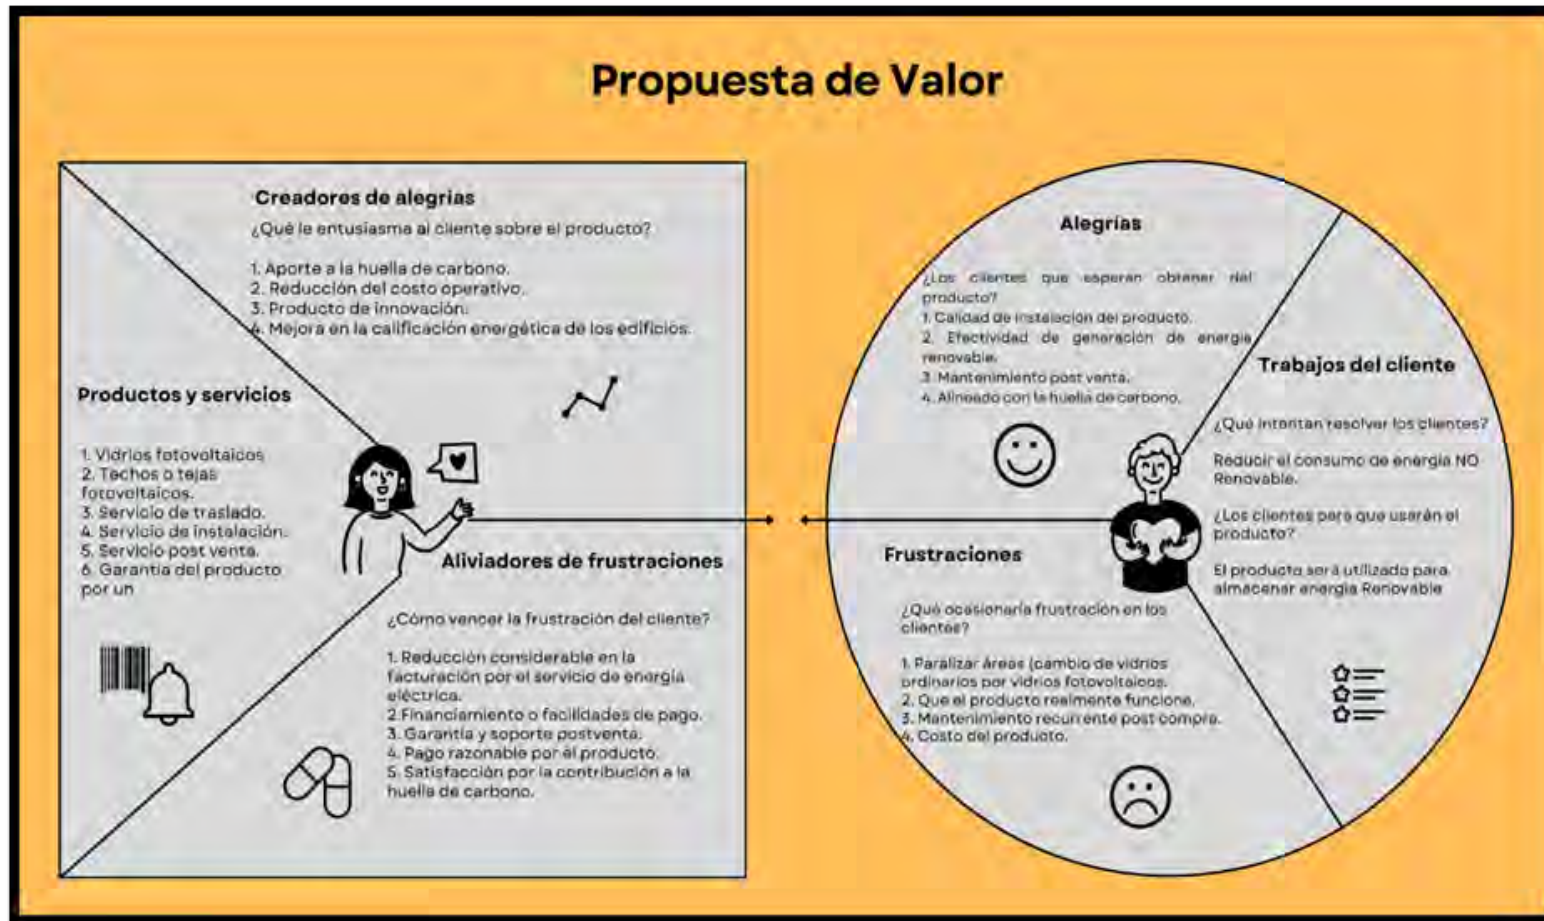 Propuesta de Valor
Creadores de alegrias
¿Qué le entusiasma al cliente sobre el producto?
1. Aporte a la huella de carbono.
2. Reducción del costo operativo.
3. Producto de innovación.
4. Mejora en la calificación energética de los edificios.
Productos y servicios
1. Vidrios fotovoltaicos
2. Techos o tejas
fotovoltaicos.
3. Servicio de traslado.
4. Servicio de instalación.
5. Servicio post venta.
6. Garantia del producto
por un
Aliviadores de frustraciones
¿Cómo vencer la frustración del cliente?
1. Reducción considerable en la
facturación por el servicio de energía
eléctrica.
2.Financiamiento o facilidades de pago.
3. Garantía y soporte postventa.
4. Pago razonable por el producto.
5. Satisfacción por la contribución a la
huella de carbono.
Alegrías
¿Los clientes que esperan obtener del
producto?
1. Calidad de instalación del producto.
2. Efectividad de generación de energia
renovable.
3. Mantenimiento post venta.
4. Alineado con la huella de carbono.
Trabajos del cliente
¿Qué intentan resolver los clientes?
Reducir el consumo de energía NO
Renovable.
¿Los clientes para que usarán el
producto?
El producto será utilizado para
almacenar energía Renovable
Frustraciones
¿Qué ocasionaría frustración en los
clientes?
1. Paralizar áreas (cambio de vidrios
ordinarios por vidrios fotovoltaicos.
2. Que el producto realmente funcione.
3. Mantenimiento recurrente post compra.
4. Costo del producto.